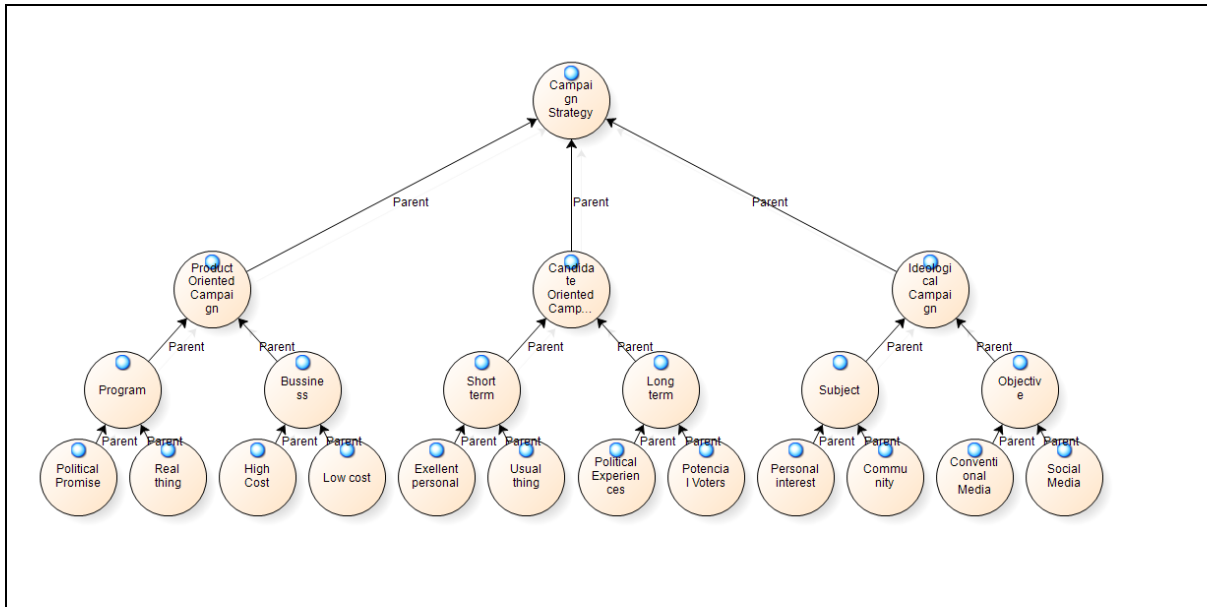 Campai
gn
Strategy
Parent
Parent
Parent
Product
Oriented
Campai
gn
Candida
te
Oriented
Camp...
Ideologi
cal
Campai
gn
Parent
Parent
Parent
Parent
Parent
Parent
Program
Bussine
ss
Short
term
Long
term
Subject
Objectiv
e
Parent
Parent
Parent
Parent
Parent
Parent
Parent
Parent
Parent
Parent
Parent
Parent
Political
Promise
Real
thing
High
Cost
Low cost
Exellent
personal
Usual
thing
Political
Experien
ces
Potencia
l Voters
Personal
interest
Commu
nity
Conventi
onal
Media
Social
Media